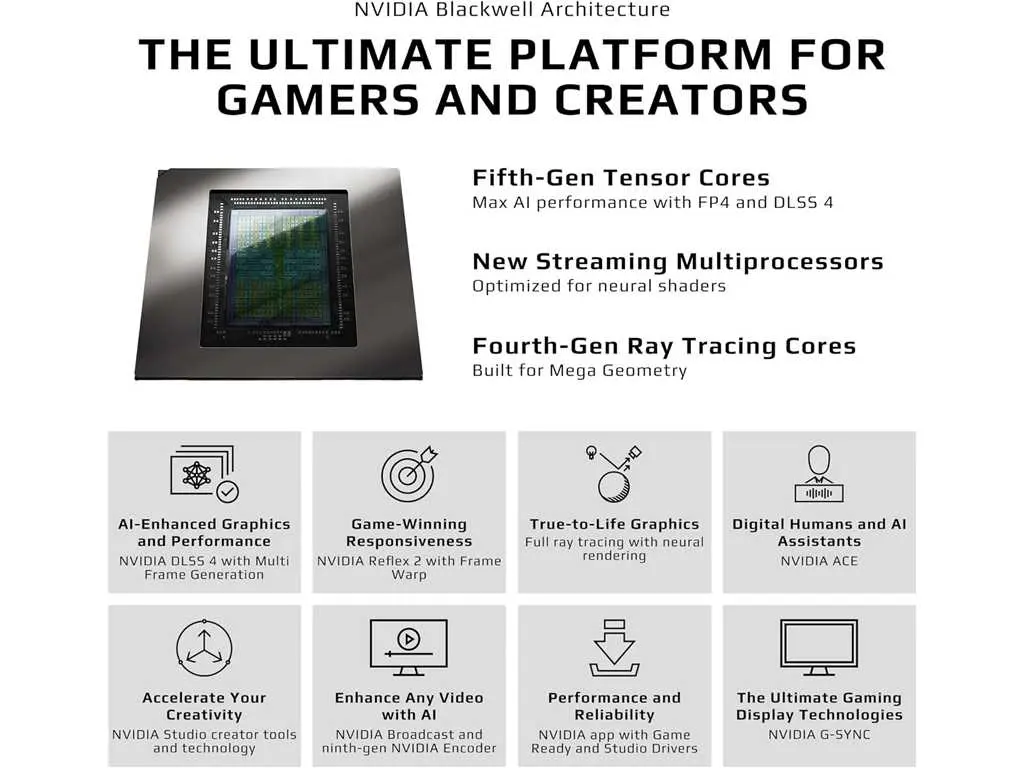 NVIDIA Blackwell Architecture
THE ULTIMATE PLATFORM FOR
GAMERS AND CREATORS
Fifth-Gen Tensor Cores
Max AI performance with FP4 and DLSS 4
New Streaming Multiprocessors
Optimized for neural shaders
Fourth-Gen Ray Tracing Cores
Built for Mega Geometry
AI-Enhanced Graphics
and Performance
NVIDIA DLSS 4 with Multi
Frame Generation
Game-Winning
Responsiveness
NVIDIA Reflex 2 with Frame
Warp
True-to-Life Graphics
Full ray tracing with neural
rendering
Digital Humans and AI
Assistants
NVIDIA ACE
Accelerate Your
Creativity
NVIDIA Studio creator tools
and technology
Enhance Any Video
with AI
NVIDIA Broadcast and
ninth-gen NVIDIA Encoder
Performance and
Reliability
NVIDIA app with Game
Ready and Studio Drivers
The Ultimate Gaming
Display Technologies
NVIDIA G-SYNC